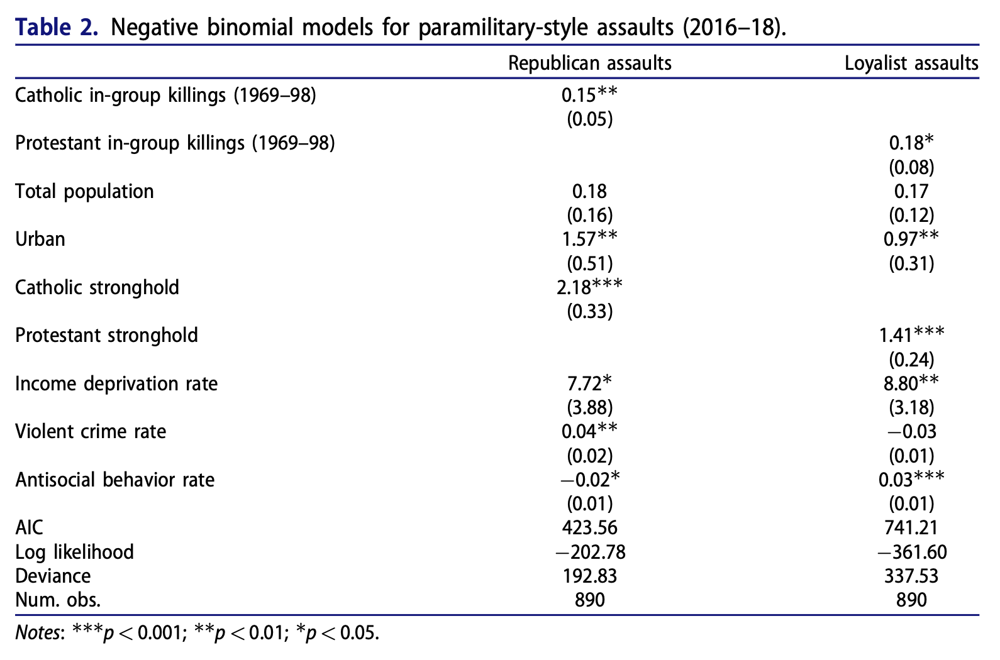 Table 2. Negative binomial models for paramilitary-style assaults (2016–18).
Republican assaults Loyalist assaults
Catholic in-group killings (1969–98) 0.15**
(0.05)
Protestant in-group killings (1969–98) 0.18*
(0.08)
Total population 0.18 0.17
(0.16) (0.12)
Urban 1.57** 0.97**
(0.51) (0.31)
Catholic stronghold 2.18***
(0.33)
Protestant stronghold 1.41***
(0.24)
Income deprivation rate 7.72* 8.80**
(3.88) (3.18)
Violent crime rate 0.04** −0.03
(0.02) (0.01)
Antisocial behavior rate −0.02* 0.03***
(0.01) (0.01)
AIC 423.56 741.21
Log likelihood −202.78 −361.60
Deviance 192.83 337.53
Num. obs. 890 890
Notes: ***p < 0.001; **p < 0.01; *p < 0.05.